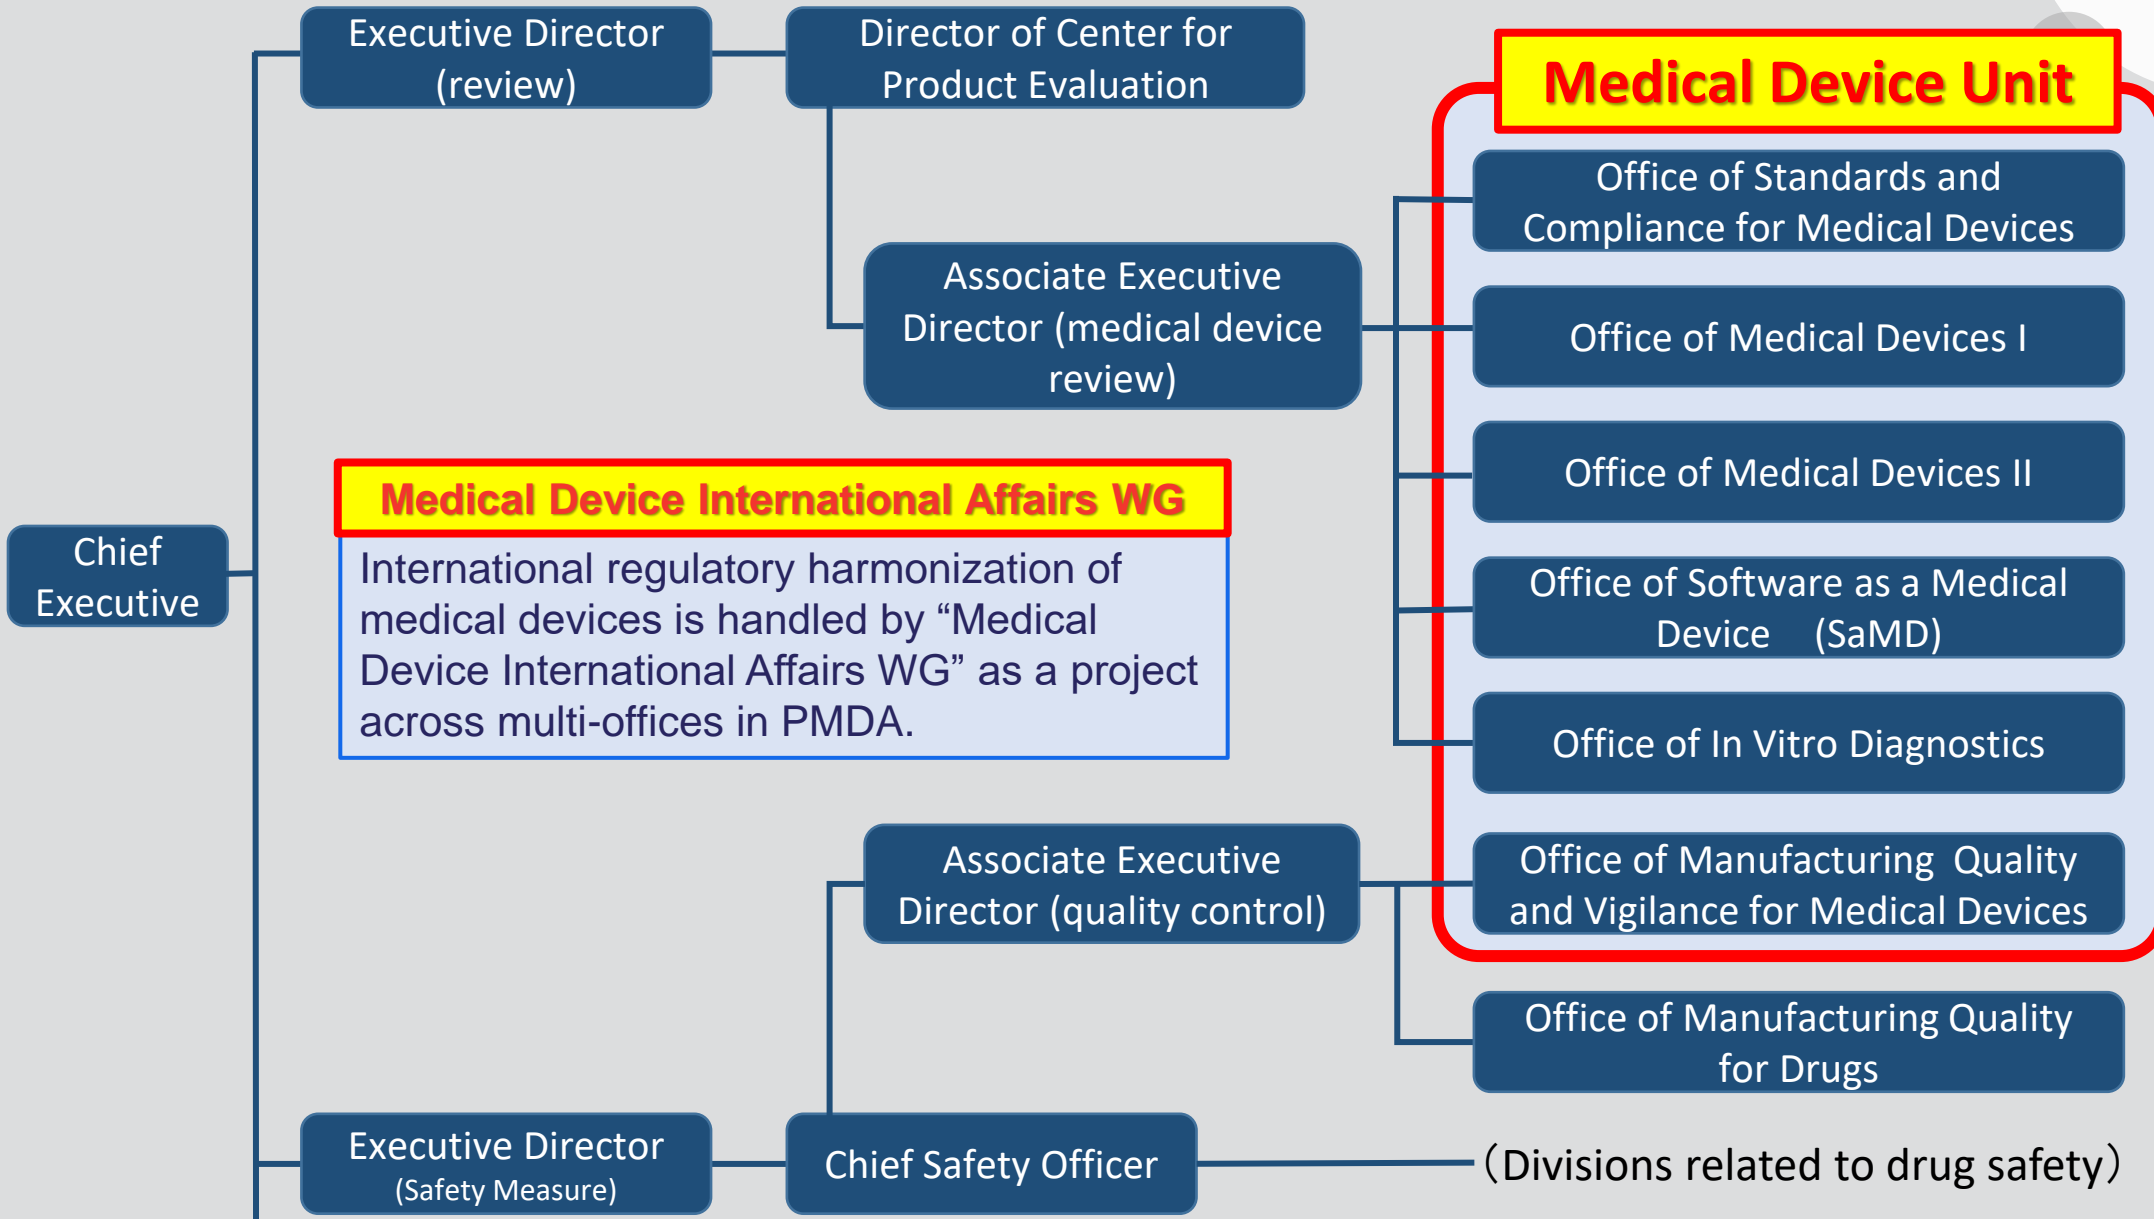 Executive Director
(review)
Director of Center for
Product Evaluation
Medical Device Unit
Office of Standards and
Compliance for Medical Devices
Associate Executive
Director (medical device
review)
Office of Medical Devices I
Office of Medical Devices II
Medical Device International Affairs WG
International regulatory harmonization of
medical devices is handled by “Medical
Device International Affairs WG” as a project
across multi-offices in PMDA.
Chief
Executive
Office of Software as a Medical
Device (SaMD)
Office of In Vitro Diagnostics
Associate Executive
Director (quality control)
Office of Manufacturing Quality
and Vigilance for Medical Devices
Office of Manufacturing Quality
for Drugs
Executive Director
(Safety Measure)
Chief Safety Officer
（Divisions related to drug safety）